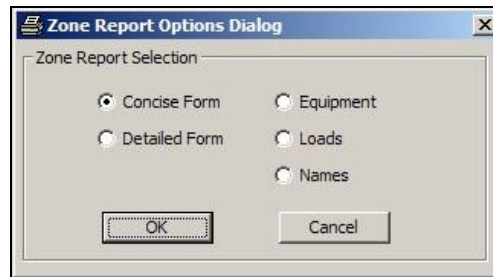 Zone Report Options Dialog
Zone Report Selection
Concise Form Equipment
Detailed Form Loads
Names
OK Cancel